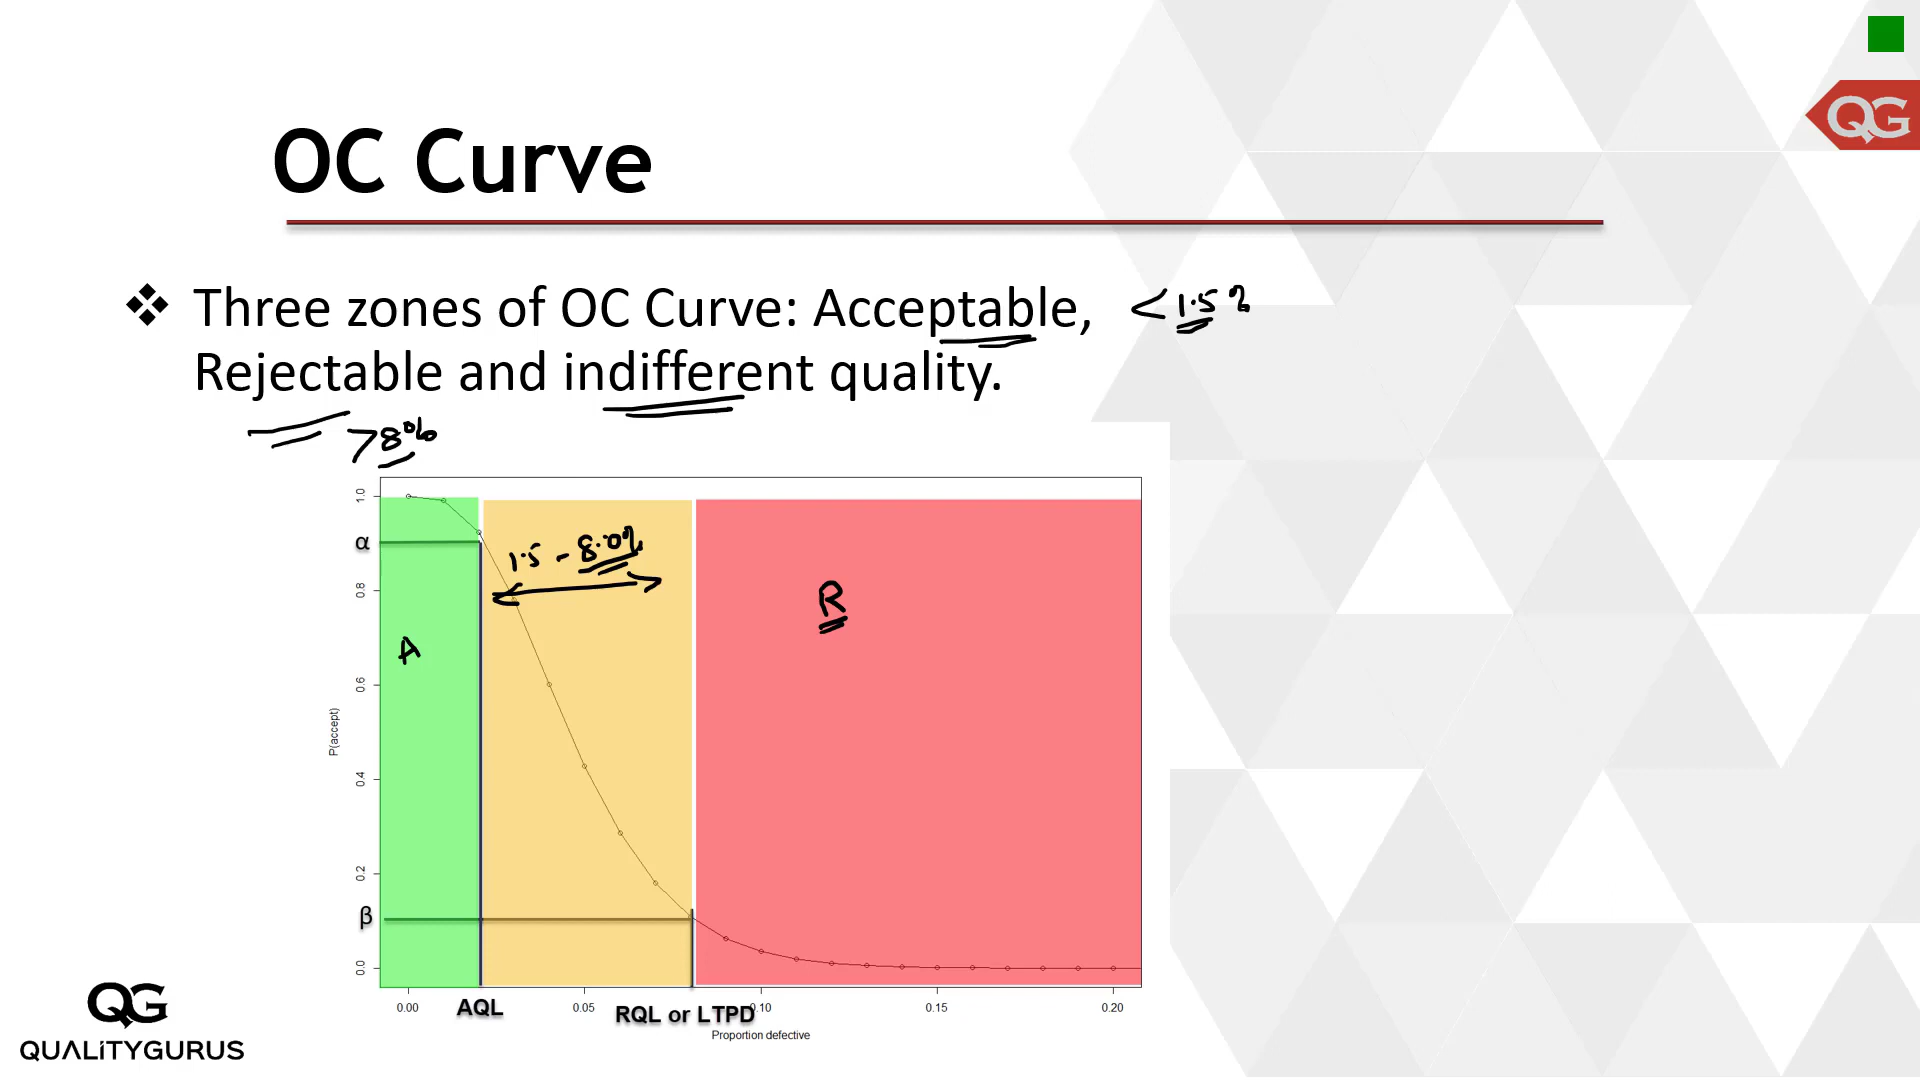 QG
OC Curve
❖ Three zones of OC Curve: Acceptable, <1.5%
Rejectable and indifferent quality.
>8%
1.0
α
1.5 - 8.0%
0.8
R
A
0.6
P(accept)
0.4
0.2
β
0.0
0.00 AQL 0.05 RQL or LTPD 0.10 0.15 0.20
Proportion defective
QG
QUALITYGURUS